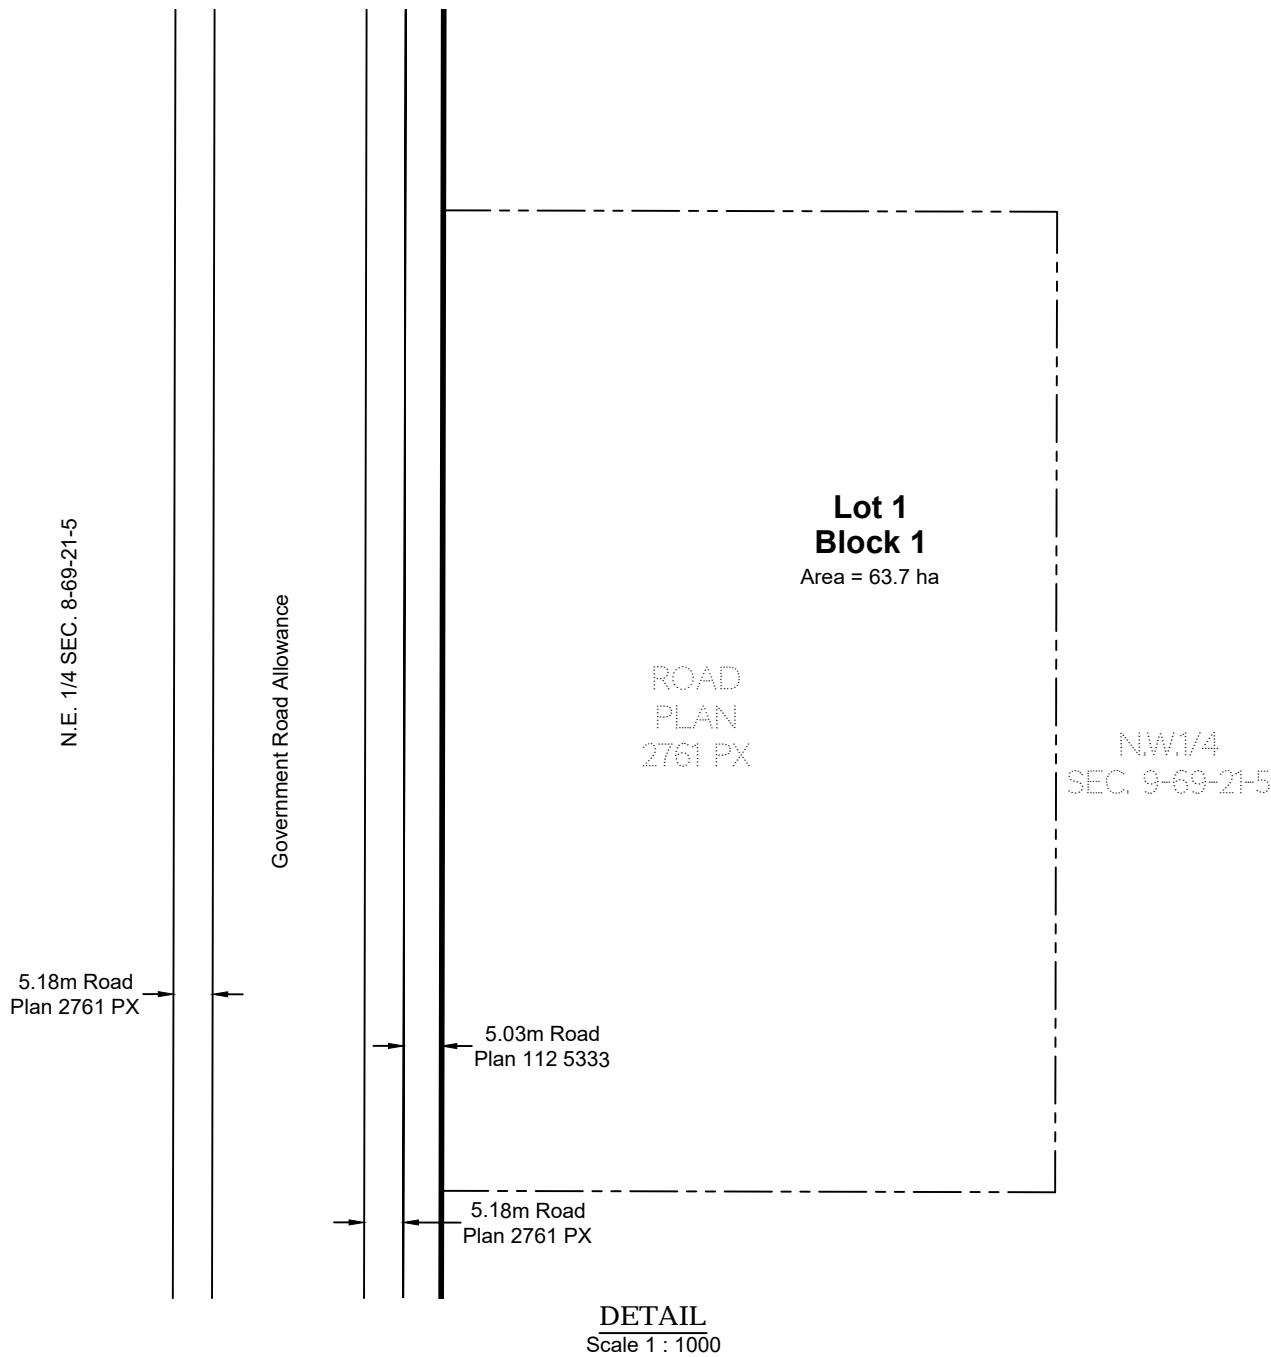 Lot 1
Block 1
Area = 63.7 ha
N.E. 1/4 SEC. 8-69-21-5
Government Road Allowance
ROAD
PLAN
2761 PX
N.W.1/4
SEC. 9-69-21-5
5.18m Road
Plan 2761 PX
5.03m Road
Plan 112 5333
5.18m Road
Plan 2761 PX
DETAIL
Scale 1 : 1000